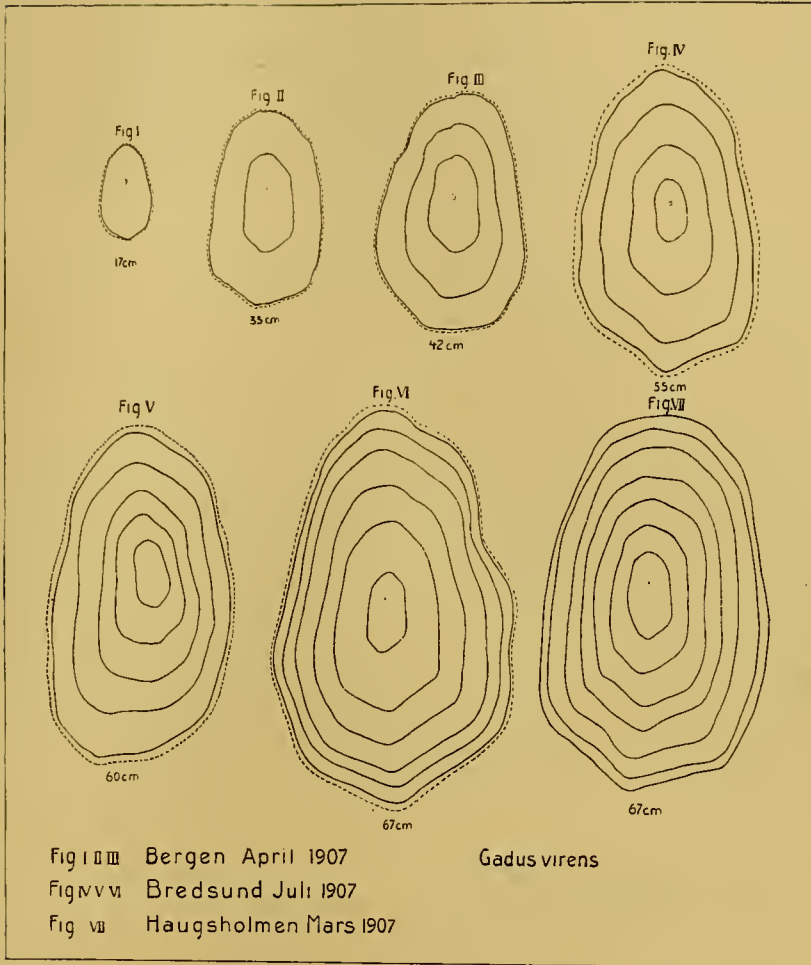 Fig I
17cm
Fig II
33cm
Fig III
42cm
Fig. IV
55cm
Fig V
60cm
Fig. VI
67cm
Fig. VII
67cm
Fig I II III Bergen April 1907
Gadus virens
Fig IV V VI Bredsund Juli 1907
Fig VII Haugsholmen Mars 1907